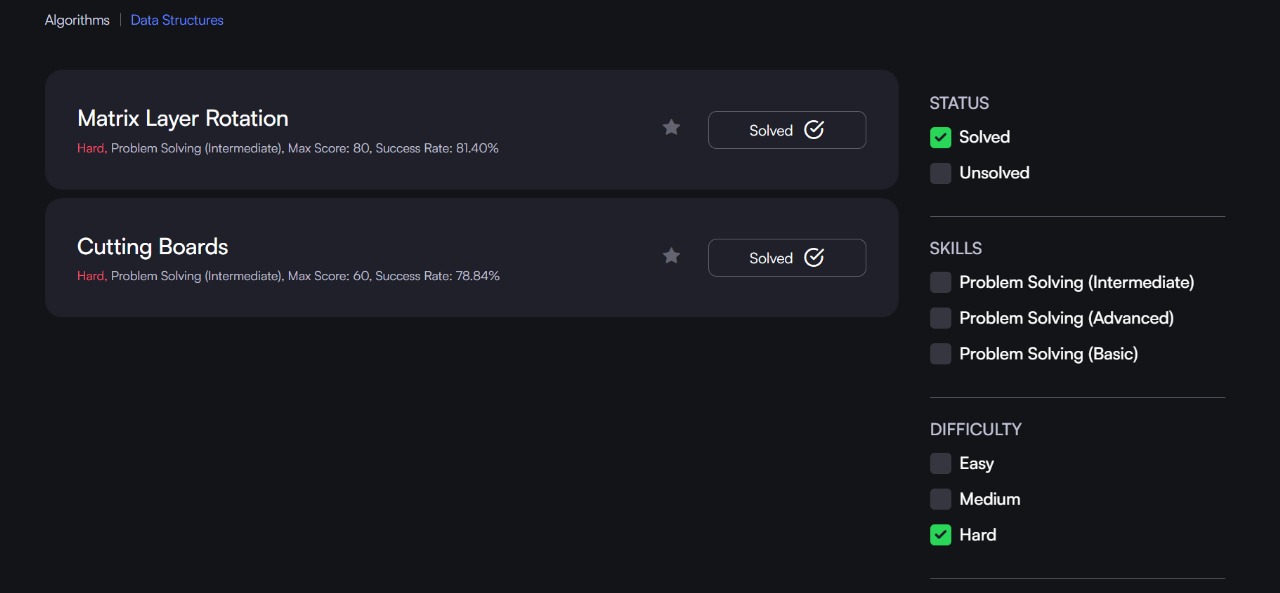 Algorithms | Data Structures
Matrix Layer Rotation
Hard, Problem Solving (Intermediate), Max Score: 80, Success Rate: 81.40%
Solved
Cutting Boards
Hard, Problem Solving (Intermediate), Max Score: 60, Success Rate: 78.84%
Solved
STATUS
Solved
Unsolved
SKILLS
Problem Solving (Intermediate)
Problem Solving (Advanced)
Problem Solving (Basic)
DIFFICULTY
Easy
Medium
Hard